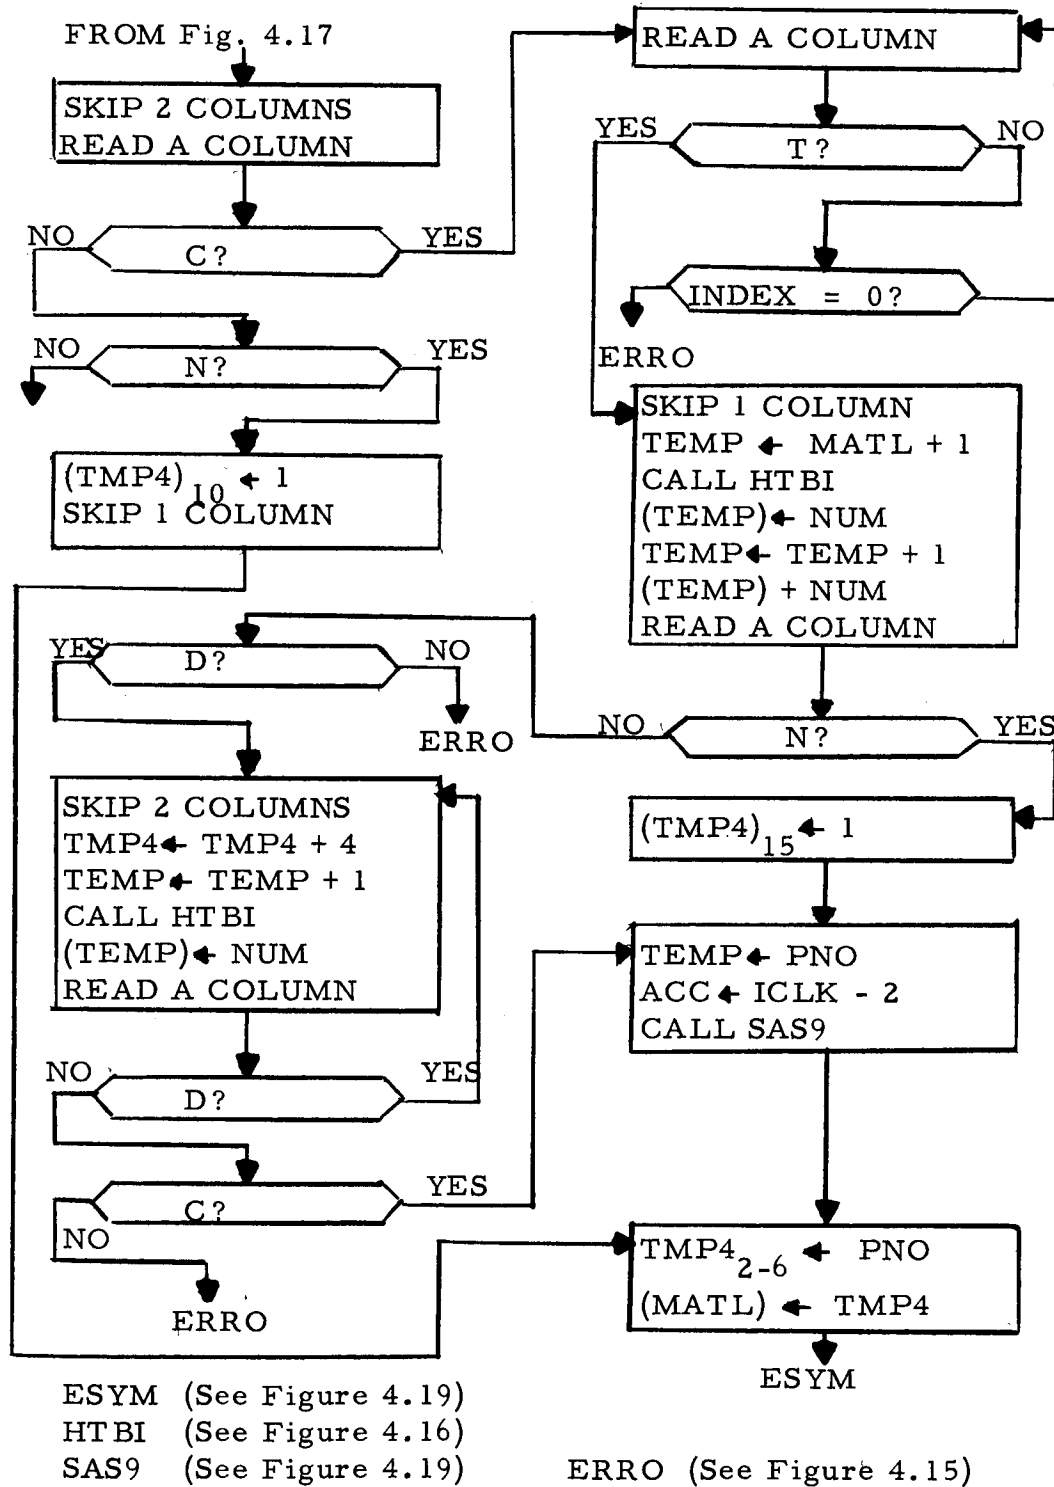 FROM Fig. 4.17
SKIP 2 COLUMNS
READ A COLUMN
NO
C?
YES
NO
N?
YES
(TMP4)10 ← 1
SKIP 1 COLUMN
YES
D?
NO
ERRO
SKIP 2 COLUMNS
TMP4 ← TMP4 + 4
TEMP ← TEMP + 1
CALL HTBI
(TEMP) ← NUM
READ A COLUMN
NO
D?
YES
C?
YES
NO
ERRO
READ A COLUMN
YES
T?
NO
INDEX = 0?
ERRO
SKIP 1 COLUMN
TEMP ← MATL + 1
CALL HTBI
(TEMP) ← NUM
TEMP ← TEMP + 1
(TEMP) + NUM
READ A COLUMN
NO
N?
YES
(TMP4)15 ← 1
TEMP ← PNO
ACC ← ICLK - 2
CALL SAS9
TMP4 2-6 ← PNO
(MATL) ← TMP4
ESYM
ESYM (See Figure 4.19)
HTBI (See Figure 4.16)
SAS9 (See Figure 4.19)
ERRO (See Figure 4.15)